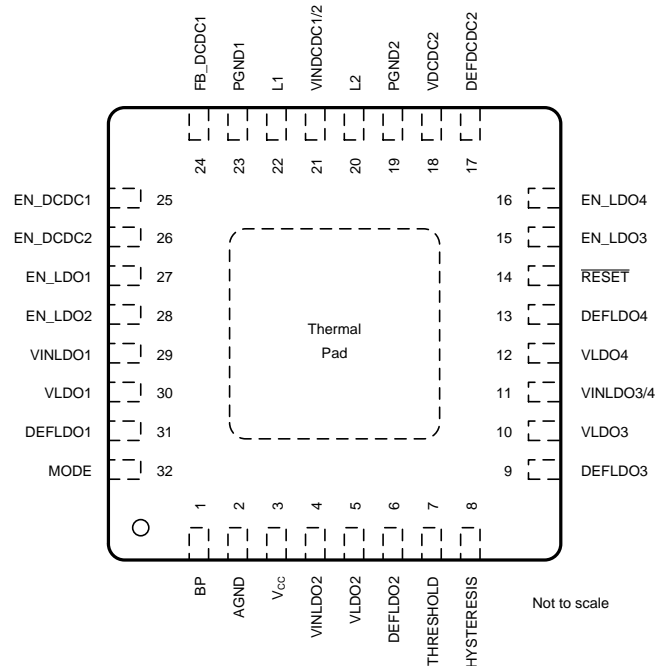 FB_DCDC1
PGND1
L1
VINDCDC1/2
L2
PGND2
VDCDC2
DEFDCDC2
24
23
22
21
20
19
18
17
EN_DCDC1 25
EN_DCDC2 26
EN_LDO1 27
EN_LDO2 28
VINLDO1 29
VLDO1 30
DEFLDO1 31
MODE 32
Thermal
Pad
16 EN_LDO4
15 EN_LDO3
14 RESET
13 DEFLDO4
12 VLDO4
11 VINLDO3/4
10 VLDO3
9 DEFLDO3
1
2
3
4
5
6
7
8
BP
AGND
Vcc
VINLDO2
VLDO2
DEFLDO2
THRESHOLD
HYSTERESIS
Not to scale